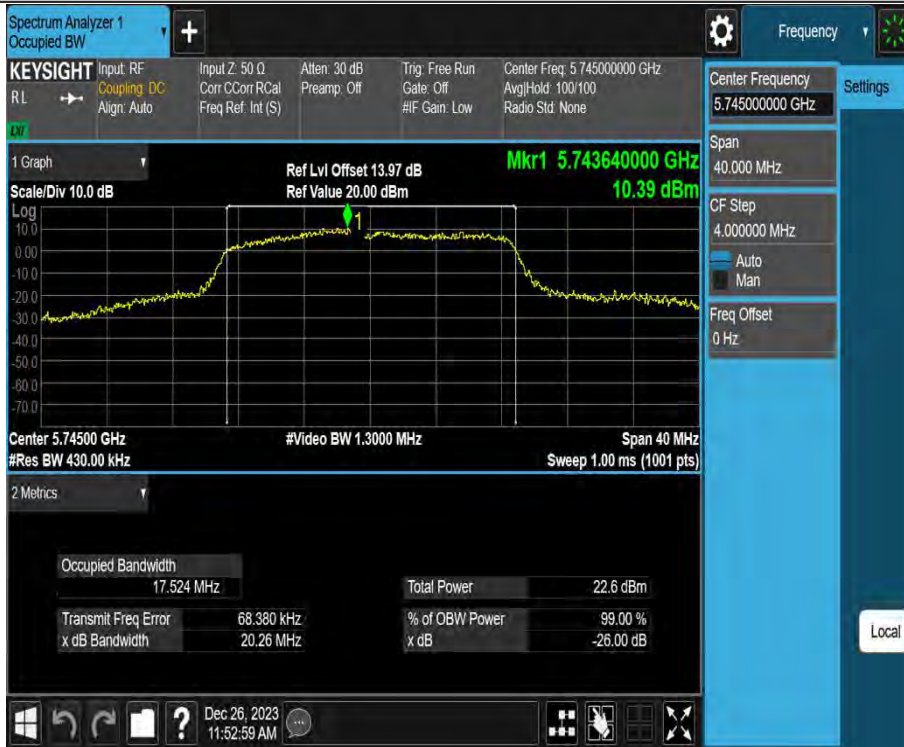 Spectrum Analyzer 1
Occupied BW
+
Frequency
KEYSIGHT
RL
Input: RF
Coupling: DC
Align: Auto
Input Z: 50 Ω
Corr CCorr RCal
Freq Ref: Int (S)
Atten: 30 dB
Preamp: Off
Trig: Free Run
Gate: Off
#IF Gain: Low
Center Freq: 5.745000000 GHz
Avg|Hold: 100/100
Radio Std: None
LXI
Center Frequency
5.745000000 GHz
Settings
Span
40.000 MHz
CF Step
4.000000 MHz
Auto
Man
Freq Offset
0 Hz
Local
1 Graph
Scale/Div 10.0 dB
Ref Lvl Offset 13.97 dB
Ref Value 20.00 dBm
Mkr1 5.743640000 GHz
10.39 dBm
Log
10.0
0.00
-10.0
-20.0
-30.0
-40.0
-50.0
-60.0
-70.0
1
Center 5.74500 GHz
#Video BW 1.3000 MHz
Span 40 MHz
#Res BW 430.00 kHz
Sweep 1.00 ms (1001 pts)
2 Metrics
Occupied Bandwidth
17.524 MHz
Total Power 22.6 dBm
Transmit Freq Error 68.380 kHz
% of OBW Power 99.00 %
x dB Bandwidth 20.26 MHz
x dB -26.00 dB
?
Dec 26, 2023
11:52:59 AM